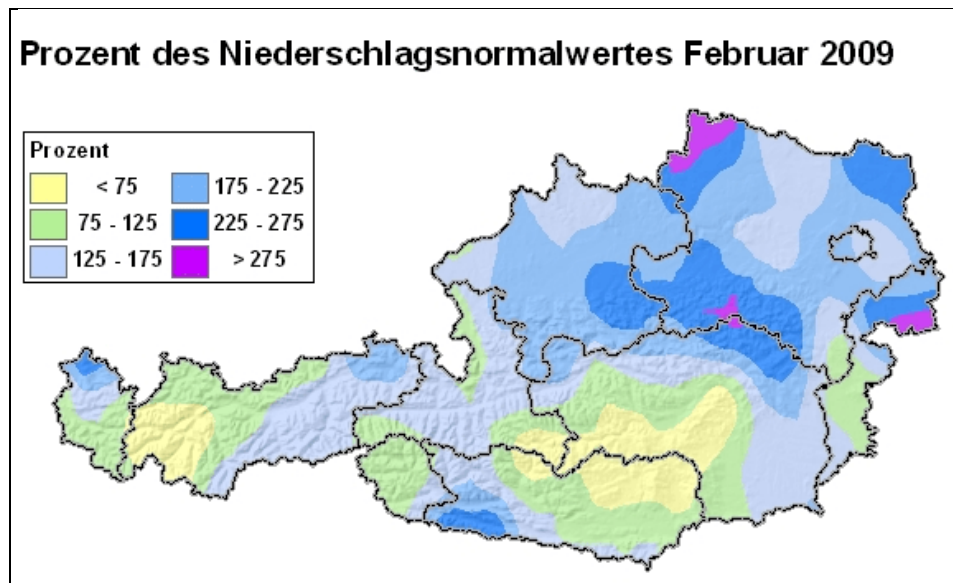 Prozent des Niederschlagsnormalwertes Februar 2009
Prozent
< 75
175 - 225
75 - 125
225 - 275
125 - 175
> 275